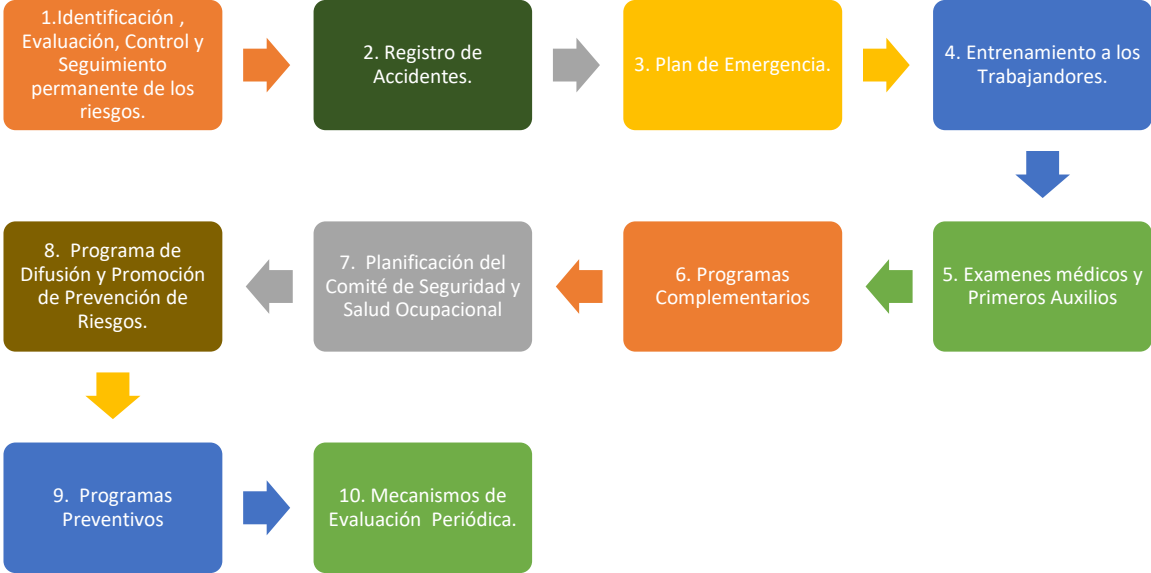 1.Identificación ,
Evaluación, Control y
Seguimiento
permanente de los
riesgos.
2. Registro de
Accidentes.
3. Plan de Emergencia.
4. Entrenamiento a los
Trabajandores.
5. Examenes médicos y
Primeros Auxilios
6. Programas
Complementarios
7. Planificación del
Comité de Seguridad y
Salud Ocupacional
8. Programa de
Difusión y Promoción
de Prevención de
Riesgos.
9. Programas
Preventivos
10. Mecanismos de
Evaluación Periódica.